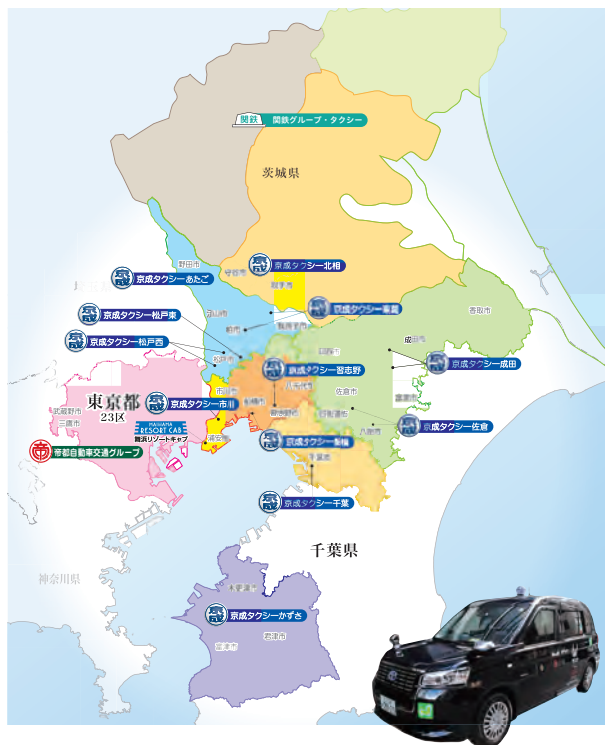 関鉄 関鉄グループ・タクシー
茨城県
野田市
守谷市
京成タクシー北相
取手市
京成タクシーあたご
京成タクシー松戸東
流山市
柏市
我孫子市
香取市
京成タクシー松戸西
松戸市
印西市
成田市
京成タクシー成田
京成タクシー習志野
八千代市
佐倉市
富里市
東京都
23区
武蔵野市
三鷹市
市川市
京成タクシー市川
船橋市
習志野市
四街道市
八街市
京成タクシー佐倉
MAIHAMA
RESORT CAB
舞浜リゾートキャブ
浦安市
帝都自動車交通グループ
京成タクシー船橋
千葉市
京成タクシー千葉
千葉県
神奈川県
木更津市
京成タクシーかずさ
君津市
富津市